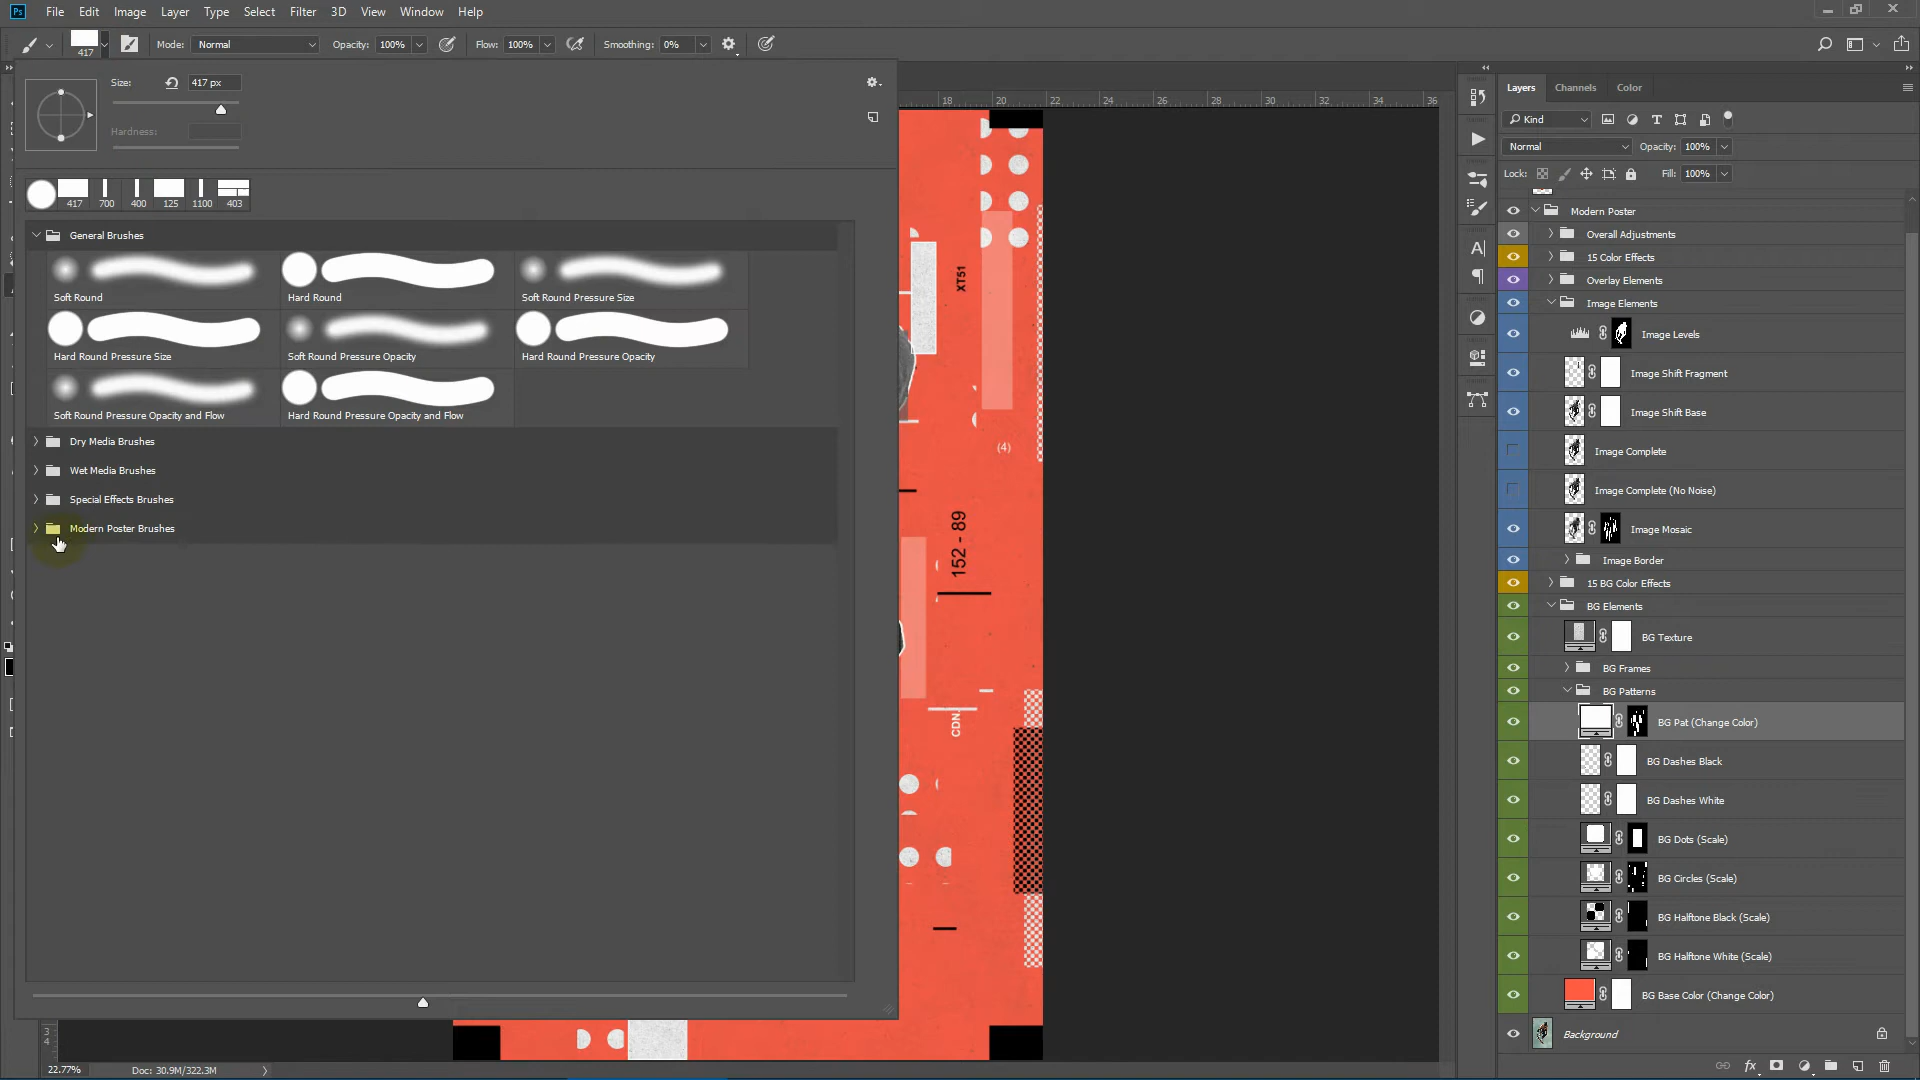 Ps File Edit Image Layer Type Select Filter 3D View Window Help
417 Mode: Normal Opacity: 100% Flow: 100% Smoothing: 0%
Size: 417 px
Hardness:
417 700 400 125 1100 403
General Brushes
Soft Round Hard Round Soft Round Pressure Size
Hard Round Pressure Size Soft Round Pressure Opacity Hard Round Pressure Opacity
Soft Round Pressure Opacity and Flow Hard Round Pressure Opacity and Flow
Dry Media Brushes
Wet Media Brushes
Special Effects Brushes
Modern Poster Brushes
18 20 22 24 26 28 30 32 34 36
XT51
(4)
152 - 89
CDN
3
4
22.77% Doc: 30.9M/322.3M
Layers Channels Color
Kind
Normal Opacity: 100%
Lock: Fill: 100%
Modern Poster
Overall Adjustments
15 Color Effects
Overlay Elements
Image Elements
Image Levels
Image Shift Fragment
Image Shift Base
Image Complete
Image Complete (No Noise)
Image Mosaic
Image Border
15 BG Color Effects
BG Elements
BG Texture
BG Frames
BG Patterns
BG Pat (Change Color)
BG Dashes Black
BG Dashes White
BG Dots (Scale)
BG Circles (Scale)
BG Halftone Black (Scale)
BG Halftone White (Scale)
BG Base Color (Change Color)
Background
fx